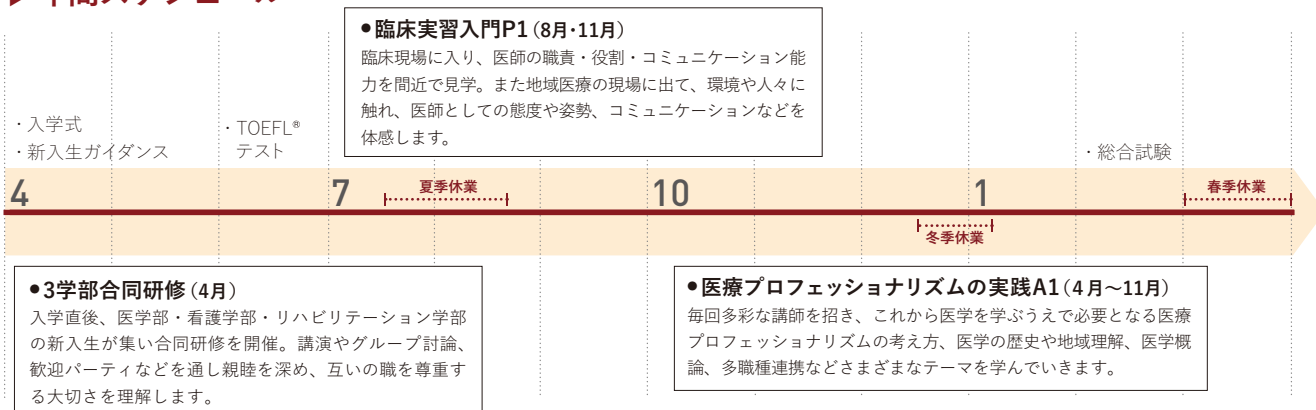 ●臨床実習入門P1(8月・11月)
臨床現場に入り、医師の職責・役割・コミュニケーション能
力を間近で見学。また地域医療の現場に出て、環境や人々に
触れ、医師としての態度や姿勢、コミュニケーションなどを
体感します。
・入学式
・新入生ガイダンス
・TOEFL®
テスト
・総合試験
4
7
夏季休業
10
1
春季休業
冬季休業
●3学部合同研修(4月)
入学直後、医学部・看護学部・リハビリテーション学部
の新入生が集い合同研修を開催。講演やグループ討論、
歓迎パーティなどを通し親睦を深め、互いの職を尊重す
る大切さを理解します。
●医療プロフェッショナリズムの実践A1(4月〜11月)
毎回多彩な講師を招き、これから医学を学ぶうえで必要となる医療
プロフェッショナリズムの考え方、医学の歴史や地域理解、医学概
論、多職種連携などさまざまなテーマを学んでいきます。